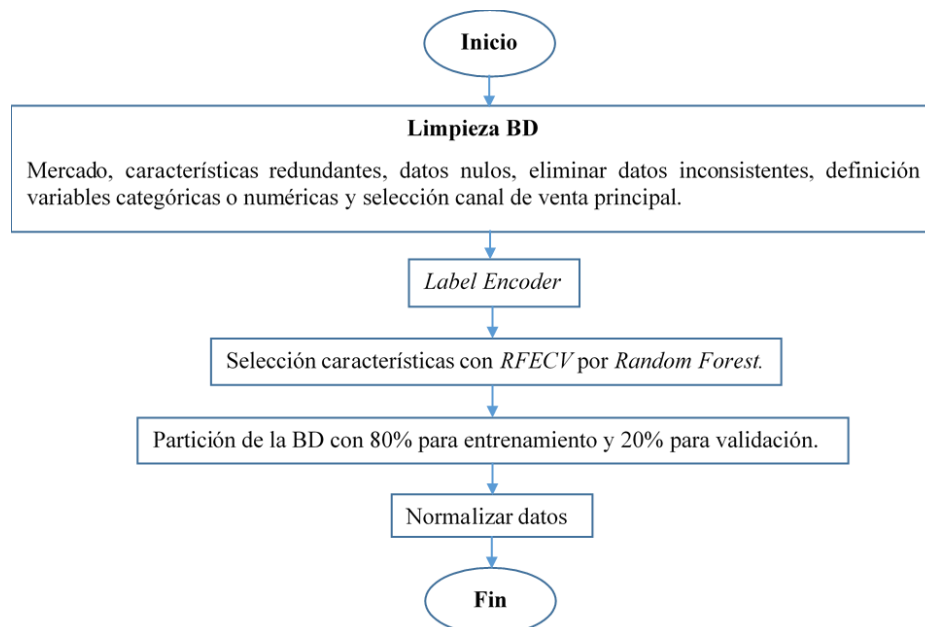 Inicio
Limpieza BD
Mercado, características redundantes, datos nulos, eliminar datos inconsistentes, definición
variables categóricas o numéricas y selección canal de venta principal.
Label Encoder
Selección características con RFECV por Random Forest.
Partición de la BD con 80% para entrenamiento y 20% para validación.
Normalizar datos
Fin